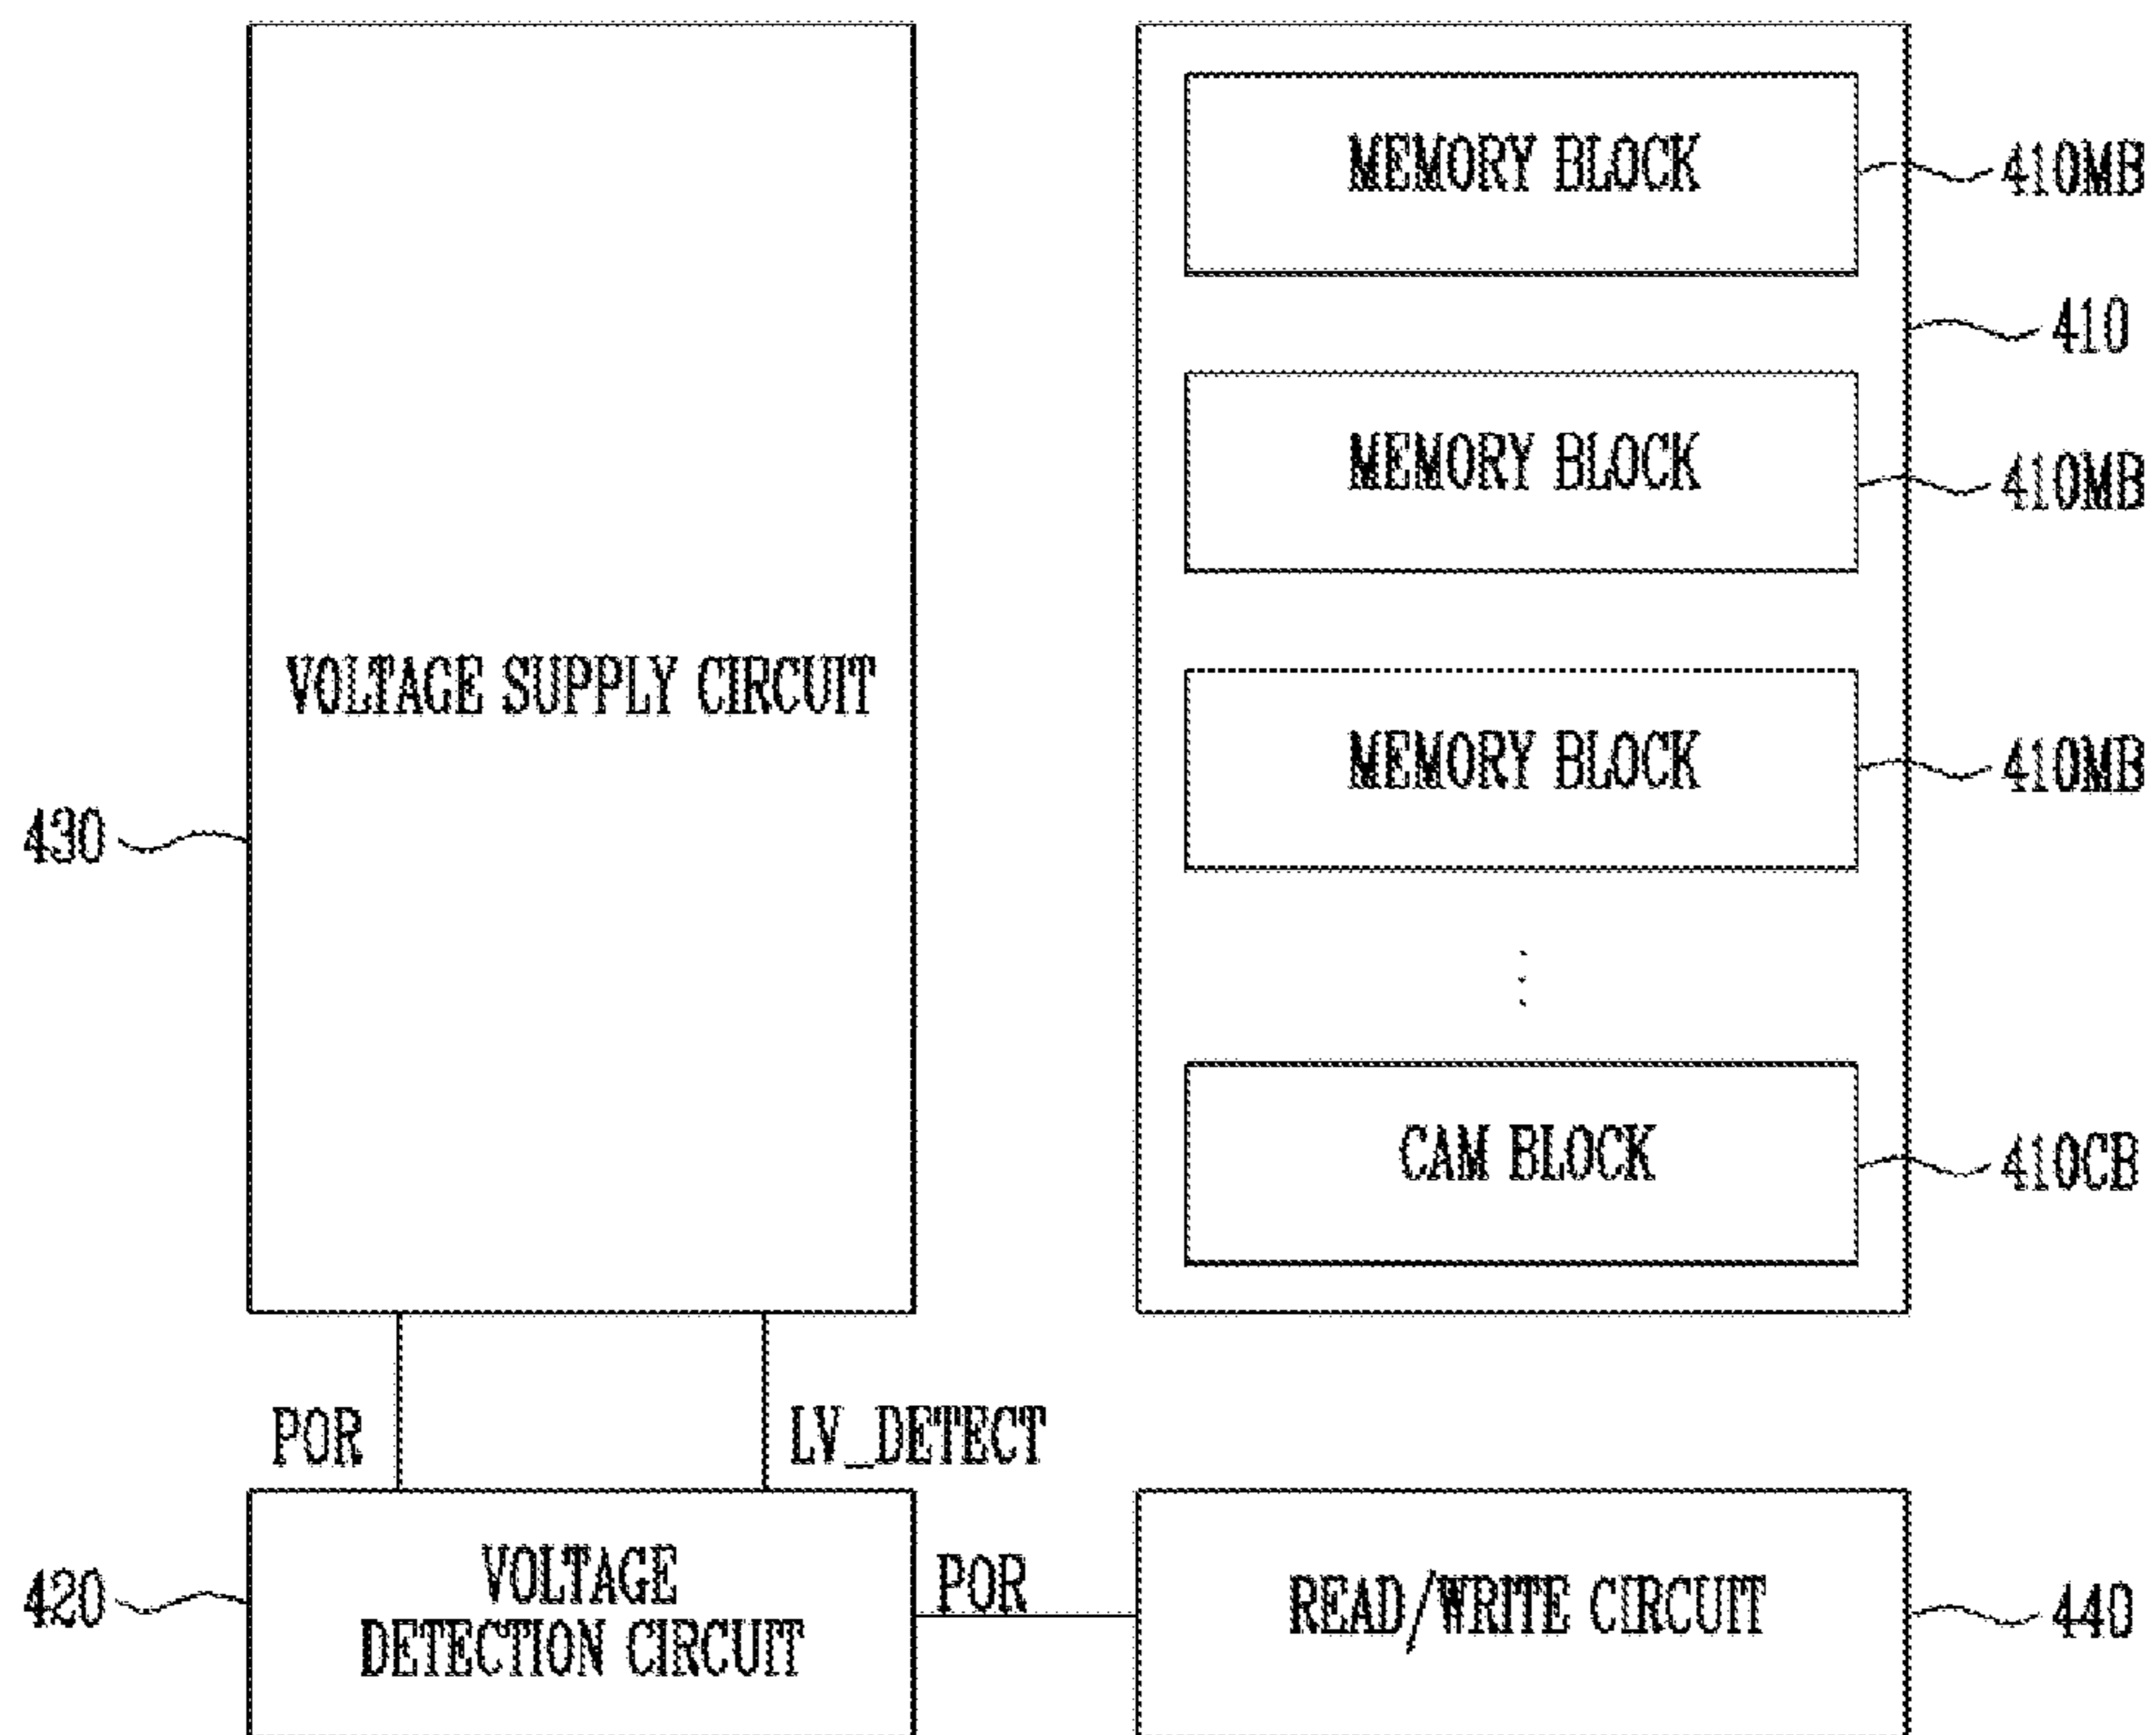 MEMORY BLOCK
410MB
410
MEMORY BLOCK
410MB
VOLTAGE SUPPLY CIRCUIT
MEMORY BLOCK
410MB
430
CAM BLOCK
410CB
POR
LV_DETECT
420
VOLTAGE
DETECTION CIRCUIT
POR
READ/WRITE CIRCUIT
440